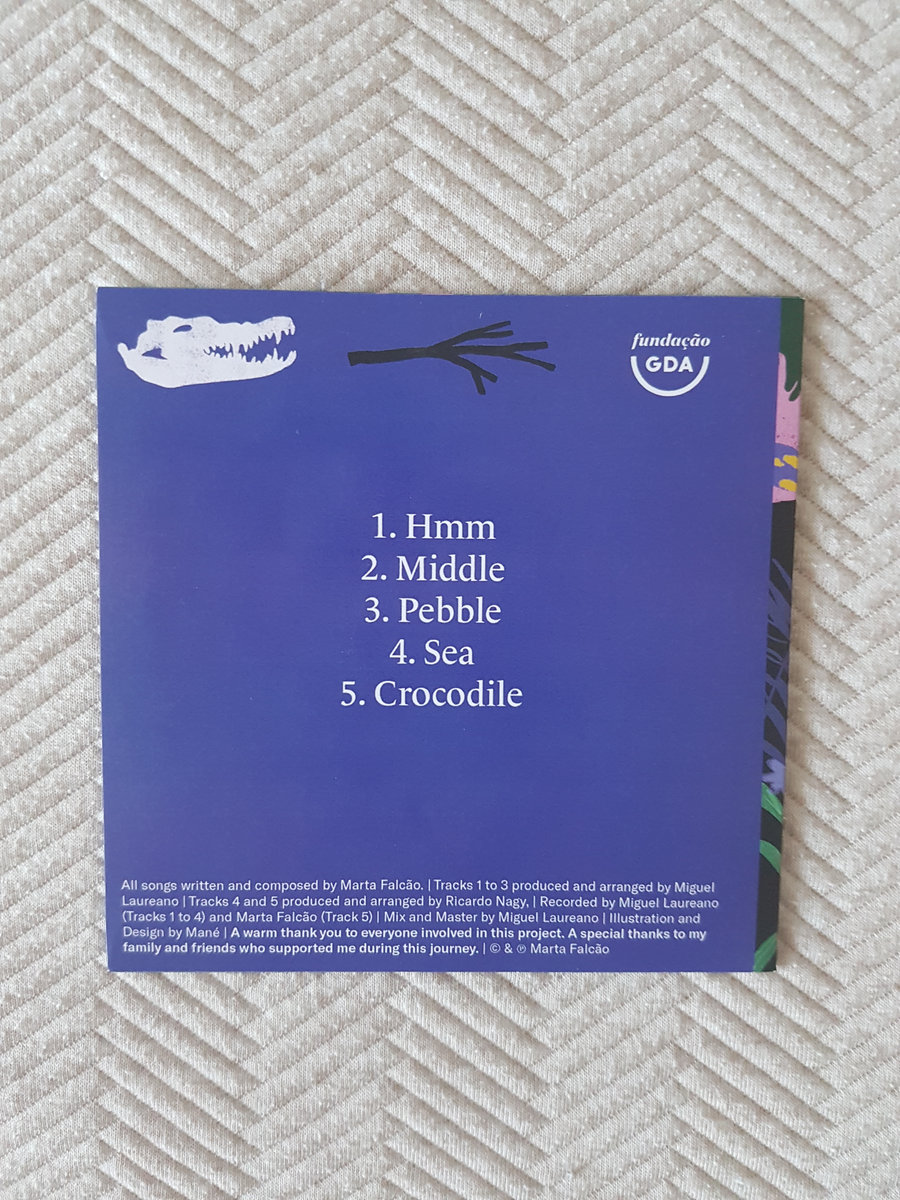 fundação
GDA
1. Hmm
2. Middle
3. Pebble
4. Sea
5. Crocodile
All songs written and composed by Marta Falcão. | Tracks 1 to 3 produced and arranged by Miguel
Laureano | Tracks 4 and 5 produced and arranged by Ricardo Nagy, | Recorded by Miguel Laureano
(Tracks 1 to 4) and Marta Falcão (Track 5) | Mix and Master by Miguel Laureano | Illustration and
Design by Mané | A warm thank you to everyone involved in this project. A special thanks to my
family and friends who supported me during this journey. | © & ℗ Marta Falcão